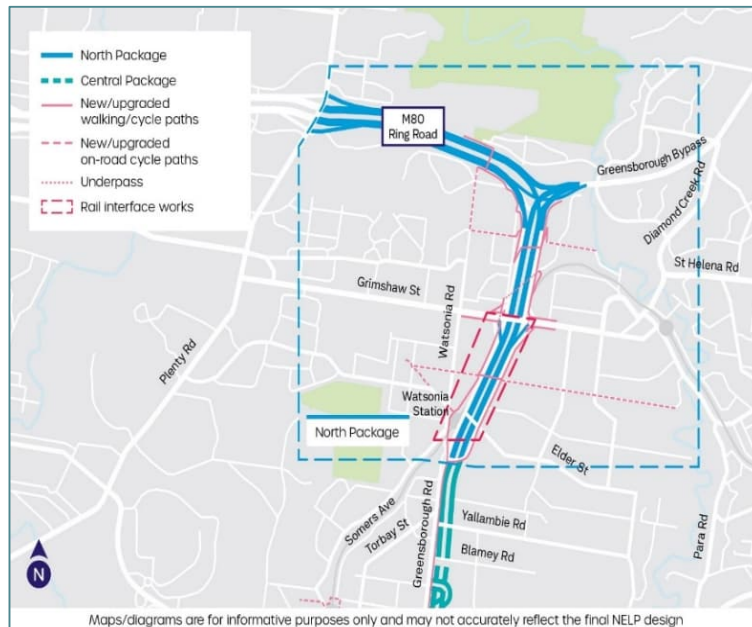 North Package
Central Package
New/upgraded
walking/cycle paths
New/upgraded
on-road cycle paths
Underpass
Rail interface works
M80
Ring Road
Greensborough Bypass
Diamond Creek Rd
St Helena Rd
Grimshaw St
Watsonia Rd
Plenty Rd
Watsonia
Station
North Package
Elder St
Somers Ave
Torbay St
Greensborough Rd
Yallambie Rd
Blamey Rd
Para Rd
N
Maps/diagrams are for informative purposes only and may not accurately reflect the final NELP design